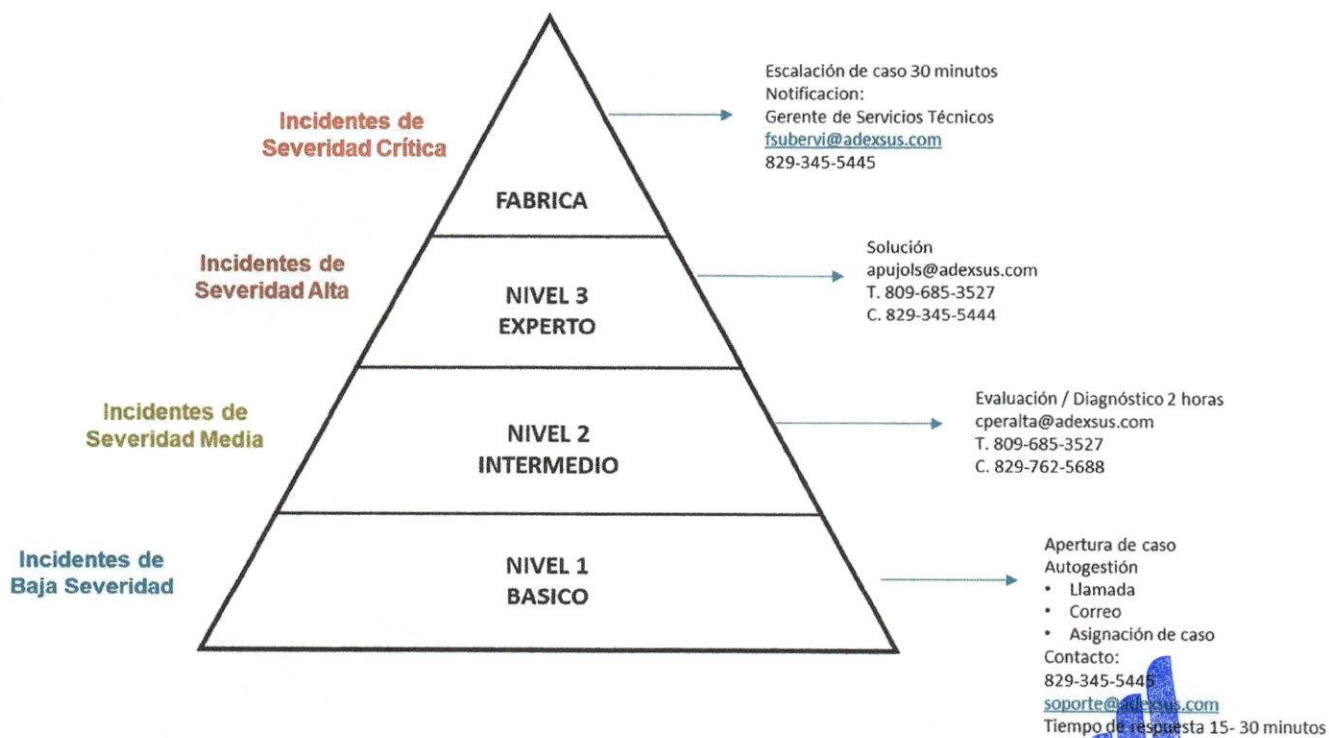 Incidentes de
Severidad Crítica
FABRICA
Escalación de caso 30 minutos
Notificacion:
Gerente de Servicios Técnicos
fsubervi@adexsus.com
829-345-5445
Incidentes de
Severidad Alta
NIVEL 3
EXPERTO
Solución
apujols@adexsus.com
T. 809-685-3527
C. 829-345-5444
Incidentes de
Severidad Media
NIVEL 2
INTERMEDIO
Evaluación / Diagnóstico 2 horas
cperalta@adexsus.com
T. 809-685-3527
C. 829-762-5688
Incidentes de
Baja Severidad
NIVEL 1
BASICO
Apertura de caso
Autogestión
• Llamada
• Correo
• Asignación de caso
Contacto:
829-345-5445
soporte@adexsus.com
Tiempo de respuesta 15- 30 minutos